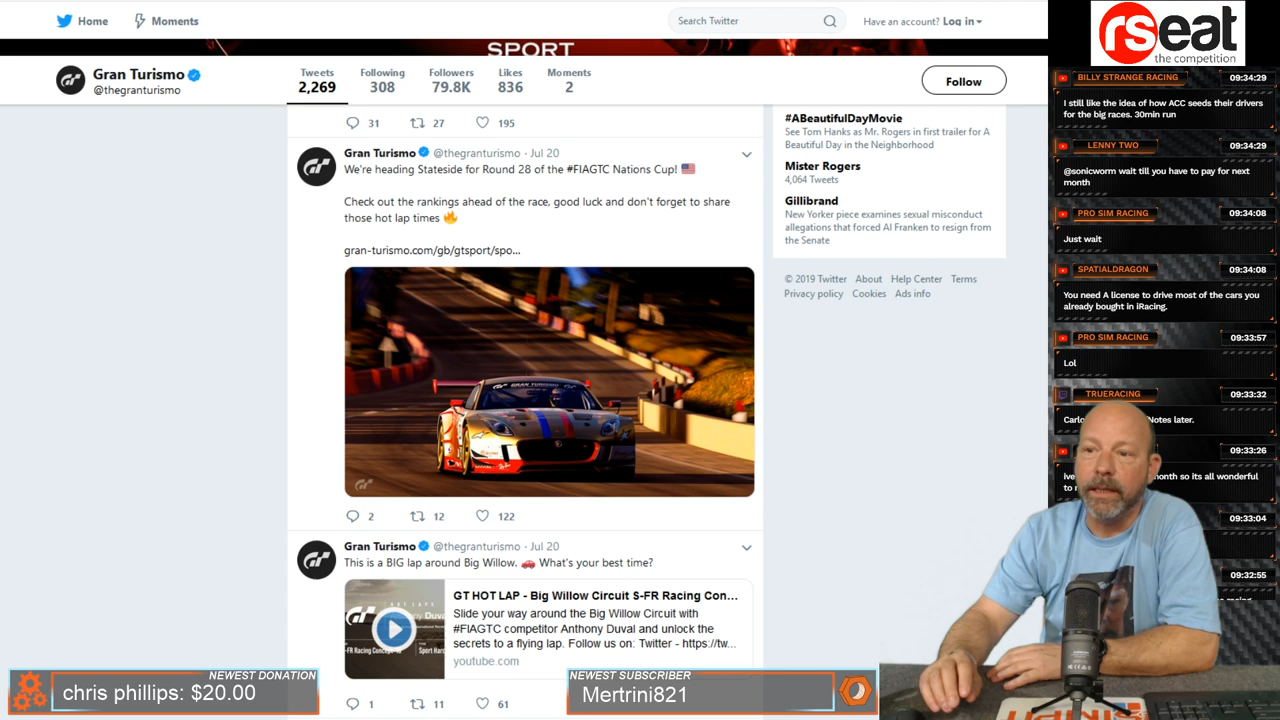 Home
Moments
Search Twitter
Have an account? Log in
SPORT
Gran Turismo
@thegranturismo
Tweets
2,269
Following
308
Followers
79.8K
Likes
836
Moments
2
Follow
31 27 195
Gran Turismo @thegranturismo · Jul 20
We're heading Stateside for Round 28 of the #FIAGTC Nations Cup!
Check out the rankings ahead of the race, good luck and don't forget to share
those hot lap times
gran-turismo.com/gb/gtsport/spo...
GRAN TURISMO
2 12 122
Gran Turismo @thegranturismo · Jul 20
This is a BIG lap around Big Willow. What's your best time?
GT HOT LAP - Big Willow Circuit S-FR Racing Con...
Slide your way around the Big Willow Circuit with
#FIAGTC competitor Anthony Duval and unlock the
secrets to a flying lap. Follow us on: Twitter - https://tw...
youtube.com
1 11 61
#ABeautifulDayMovie
See Tom Hanks as Mr. Rogers in first trailer for A
Beautiful Day in the Neighborhood
Mister Rogers
4,064 Tweets
Gillibrand
New Yorker piece examines sexual misconduct
allegations that forced Al Franken to resign from
the Senate
© 2019 Twitter About Help Center Terms
Privacy policy Cookies Ads info
rseat
the competition
BILLY STRANGE RACING 09:34:29
I still like the idea of how ACC seeds their drivers
for the big races. 30min run
LENNY TWO 09:34:29
@sonicworm wait till you have to pay for next
month
PRO SIM RACING 09:34:08
Just wait
SPATIALDRAGON 09:34:08
You need A license to drive most of the cars you
already bought in iRacing.
PRO SIM RACING 09:33:57
Lol
TRUERACING 09:33:32
Notes later.
09:33:26
month so its all wonderful
09:33:04
09:32:55
NEWEST DONATION
chris phillips: $20.00
NEWEST SUBSCRIBER
Mertrini821